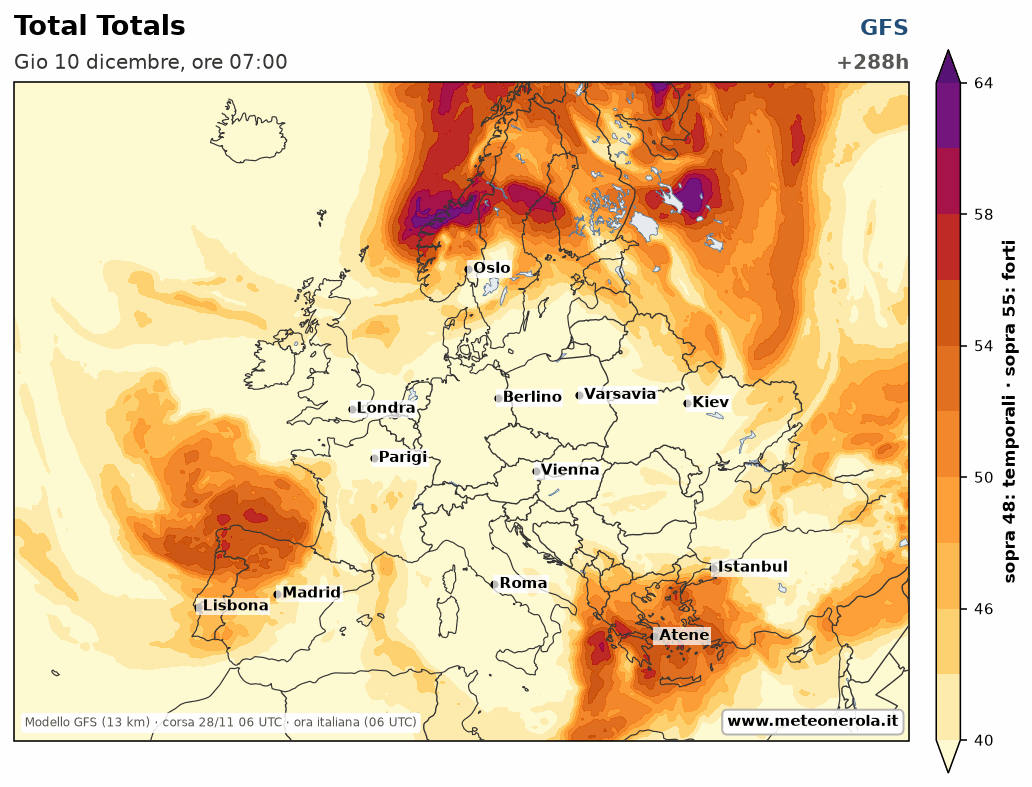 Total Totals
GFS
Gio 10 dicembre, ore 07:00
+288h
64
58
54
50
46
40
sopra 48: temporali · sopra 55: forti
Oslo
Berlino
Varsavia
Kiev
Londra
Parigi
Vienna
Istanbul
Roma
Madrid
Lisbona
Atene
Modello GFS (13 km) · corsa 28/11 06 UTC · ora italiana (06 UTC)
www.meteonerola.it